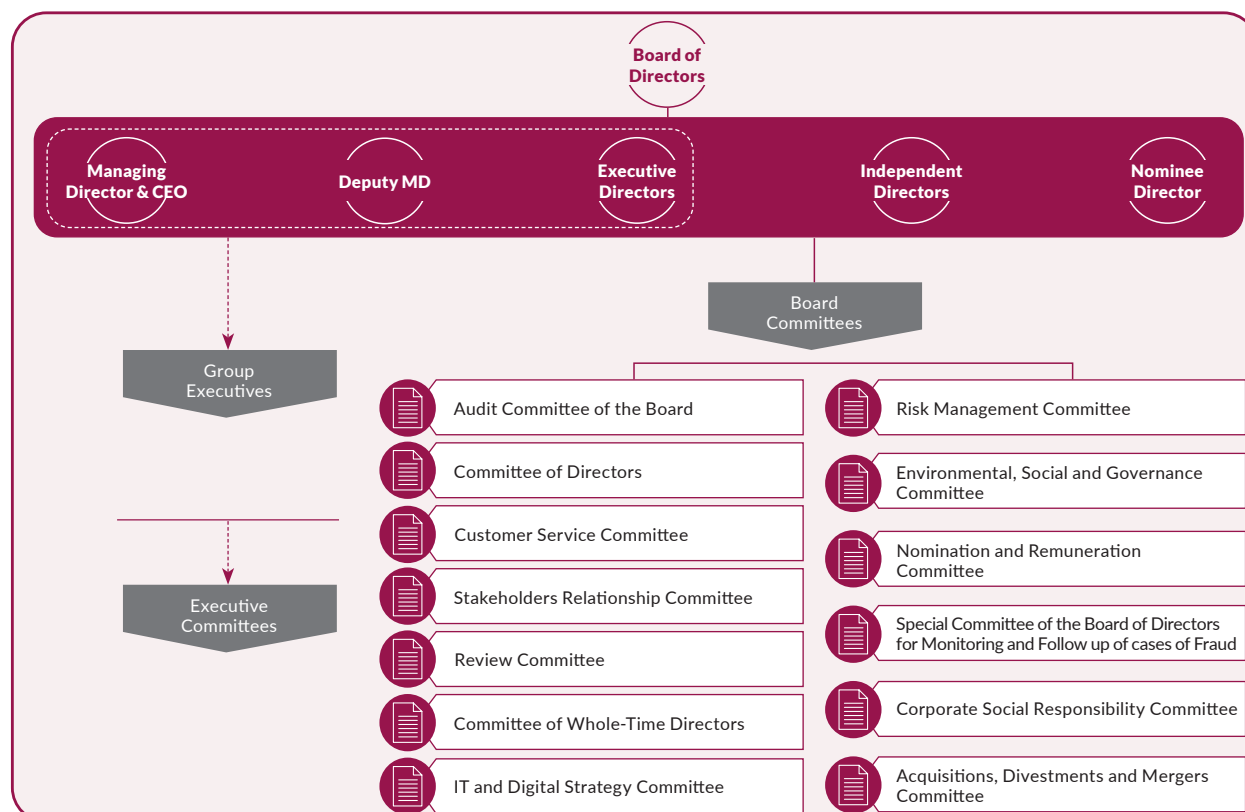 Board of
Directors
Managing
Director & CEO
Deputy MD
Executive
Directors
Independent
Directors
Nominee
Director
Board
Committees
Group
Executives
Executive
Committees
Audit Committee of the Board
Committee of Directors
Customer Service Committee
Stakeholders Relationship Committee
Review Committee
Committee of Whole-Time Directors
IT and Digital Strategy Committee
Risk Management Committee
Environmental, Social and Governance
Committee
Nomination and Remuneration
Committee
Special Committee of the Board of Directors
for Monitoring and Follow up of cases of Fraud
Corporate Social Responsibility Committee
Acquisitions, Divestments and Mergers
Committee